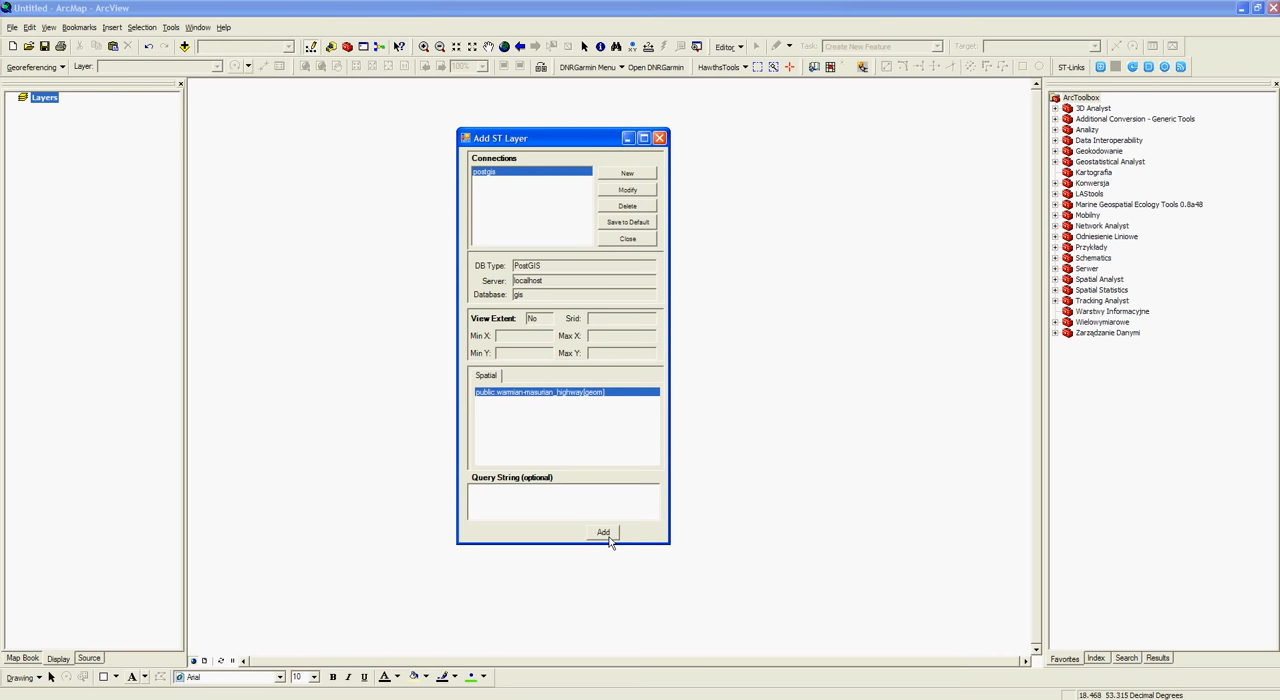 Untitled - ArcMap - ArcView
File Edit View Bookmarks Insert Selection Tools Window Help
Editor Task: Create New Feature Target:
Georeferencing Layer: 100% DNRGarmin Menu Open DNRGarmin HawthsTools ST-Links
Layers
Add ST Layer
Connections
postgis
New
Modify
Delete
Save to Default
Close
DB Type: PostGIS
Server: localhost
Database: gis
View Extent: No Srid:
Min X: Max X:
Min Y: Max Y:
Spatial
public.warmian-masurian_highway[geom]
Query String (optional)
Add
ArcToolbox
3D Analyst
Additional Conversion - Generic Tools
Analizy
Data Interoperability
Geokodowanie
Geostatistical Analyst
Kartografia
Konwersja
LAStools
Marine Geospatial Ecology Tools 0.8a48
Mobilny
Network Analyst
Odniesienie Liniowe
Przykłady
Schematics
Serwer
Spatial Analyst
Spatial Statistics
Tracking Analyst
Warstwy Informacyjne
Wielowymiarowe
Zarządzanie Danymi
Map Book Display Source
Favorites Index Search Results
Drawing A Arial 10 B I U A
18.468 53.315 Decimal Degrees